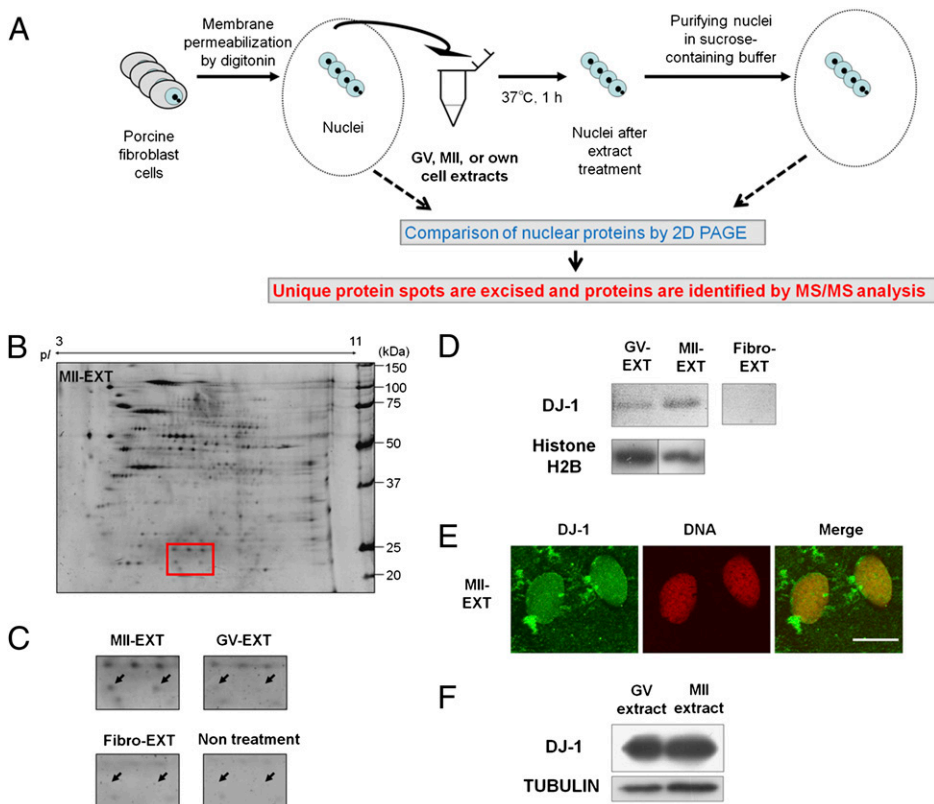 A
Membrane
permeabilization
by digitonin
Porcine
fibroblast
cells
Nuclei
GV, MII, or own
cell extracts
37°C, 1 h
Nuclei after
extract
treatment
Purifying nuclei
in sucrose-
containing buffer
Comparison of nuclear proteins by 2D PAGE
Unique protein spots are excised and proteins are identified by MS/MS analysis
B
3
11
pI
(kDa)
MII-EXT
150
100
75
50
37
25
20
C
MII-EXT
GV-EXT
Fibro-EXT
Non treatment
D
GV-
EXT
MII-
EXT
Fibro-
EXT
DJ-1
Histone
H2B
E
DJ-1
DNA
Merge
MII-
EXT
F
GV
extract
MII
extract
DJ-1
TUBULIN